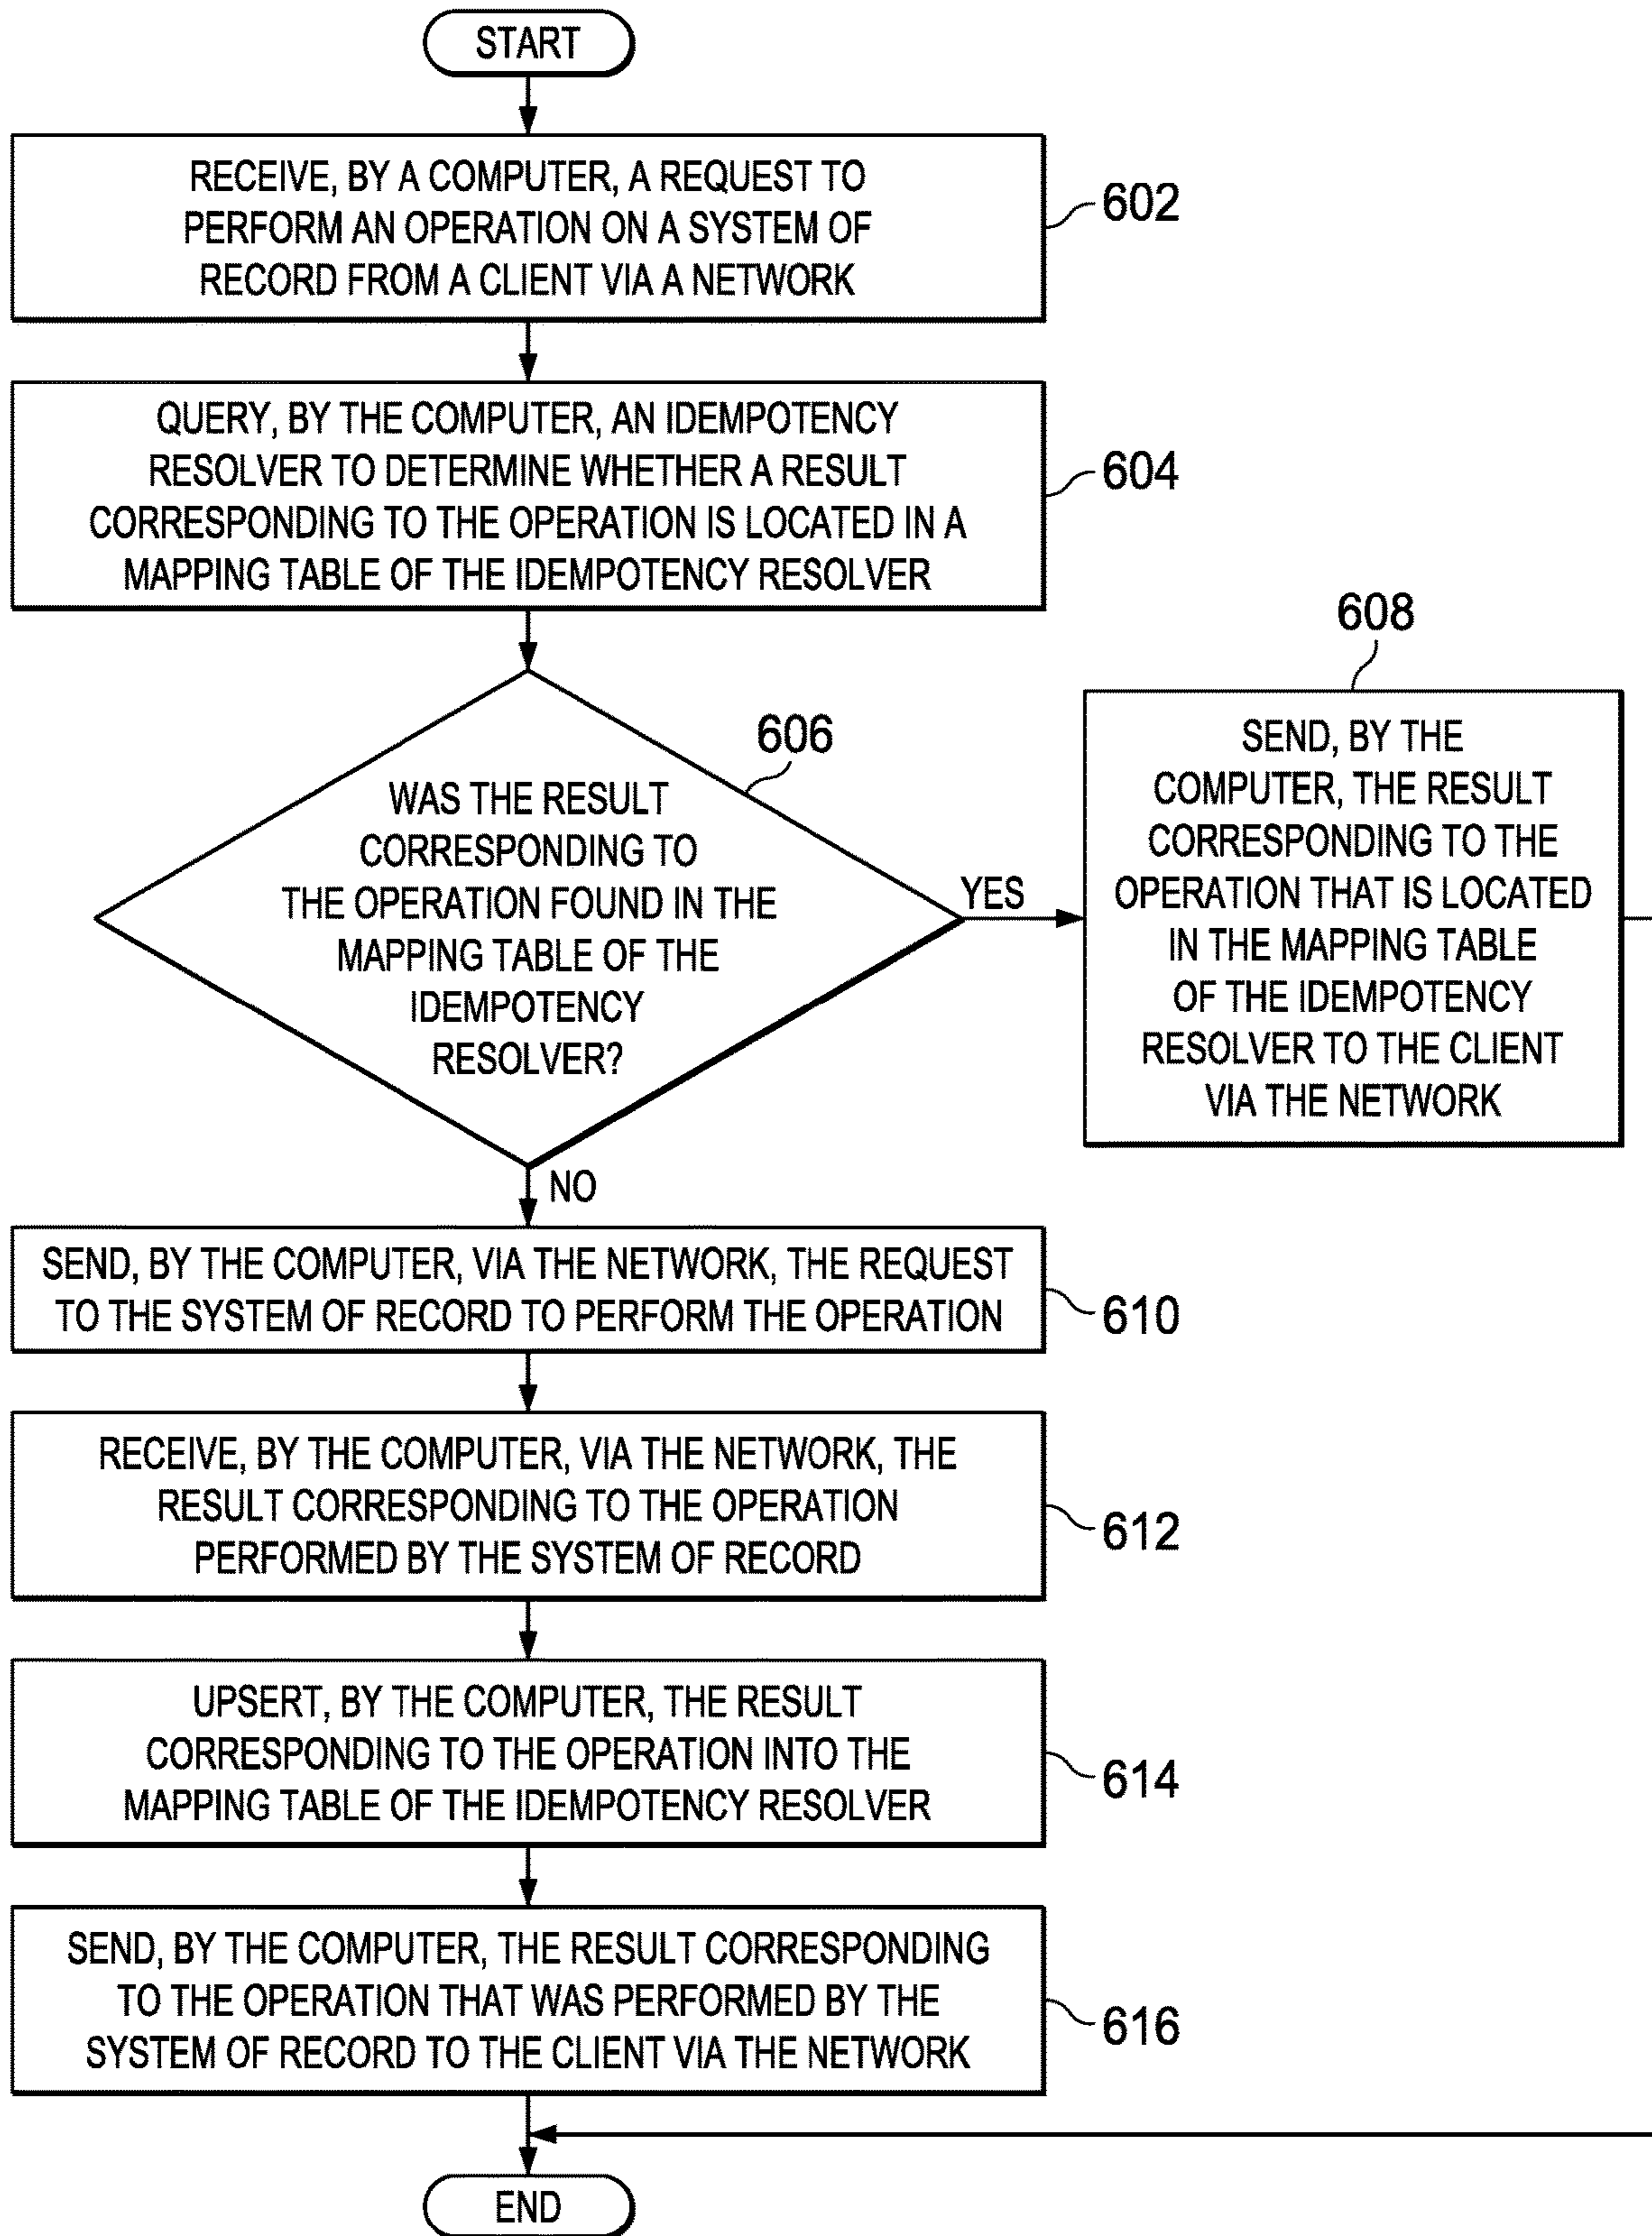 START
RECEIVE, BY A COMPUTER, A REQUEST TO
PERFORM AN OPERATION ON A SYSTEM OF
RECORD FROM A CLIENT VIA A NETWORK
602
QUERY, BY THE COMPUTER, AN IDEMPOTENCY
RESOLVER TO DETERMINE WHETHER A RESULT
CORRESPONDING TO THE OPERATION IS LOCATED IN A
MAPPING TABLE OF THE IDEMPOTENCY RESOLVER
604
606
WAS THE RESULT
CORRESPONDING TO
THE OPERATION FOUND IN THE
MAPPING TABLE OF THE
IDEMPOTENCY
RESOLVER?
YES
608
SEND, BY THE
COMPUTER, THE RESULT
CORRESPONDING TO THE
OPERATION THAT IS LOCATED
IN THE MAPPING TABLE
OF THE IDEMPOTENCY
RESOLVER TO THE CLIENT
VIA THE NETWORK
NO
SEND, BY THE COMPUTER, VIA THE NETWORK, THE REQUEST
TO THE SYSTEM OF RECORD TO PERFORM THE OPERATION
610
RECEIVE, BY THE COMPUTER, VIA THE NETWORK, THE
RESULT CORRESPONDING TO THE OPERATION
PERFORMED BY THE SYSTEM OF RECORD
612
UPSERT, BY THE COMPUTER, THE RESULT
CORRESPONDING TO THE OPERATION INTO THE
MAPPING TABLE OF THE IDEMPOTENCY RESOLVER
614
SEND, BY THE COMPUTER, THE RESULT CORRESPONDING
TO THE OPERATION THAT WAS PERFORMED BY THE
SYSTEM OF RECORD TO THE CLIENT VIA THE NETWORK
616
END